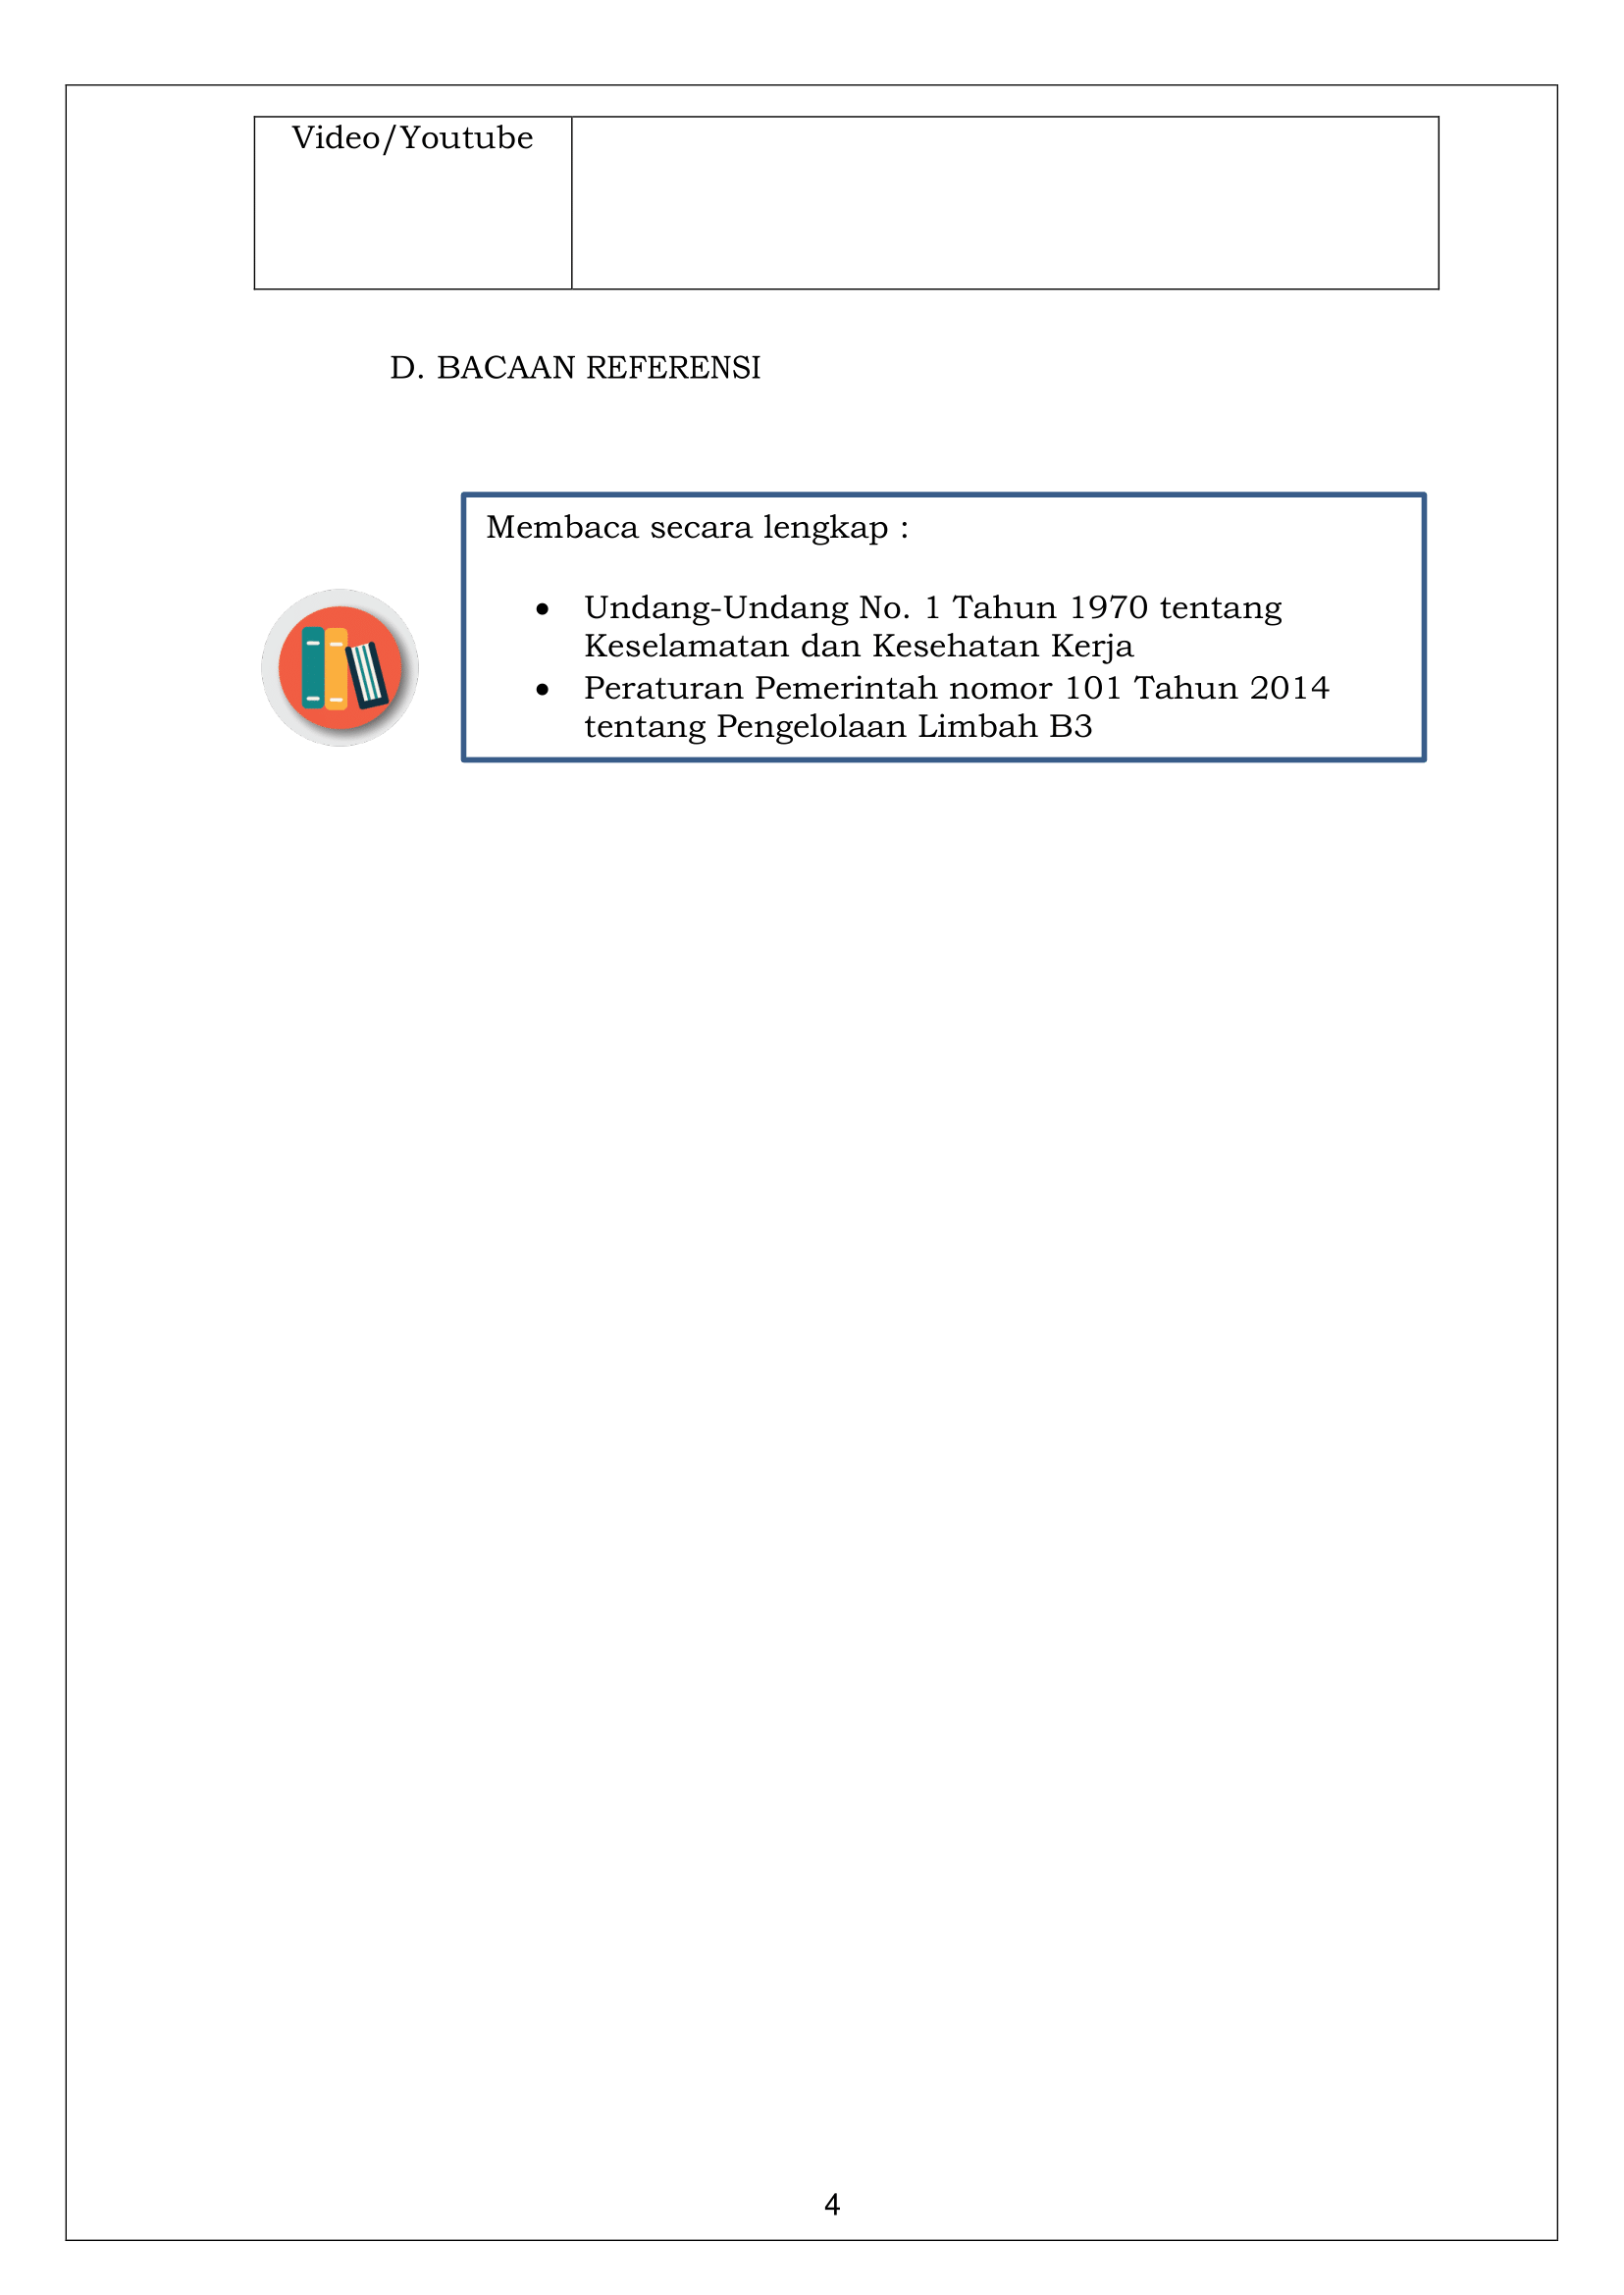 Video/Youtube
D. BACAAN REFERENSI
Membaca secara lengkap :
• Undang-Undang No. 1 Tahun 1970 tentang
Keselamatan dan Kesehatan Kerja
• Peraturan Pemerintah nomor 101 Tahun 2014
tentang Pengelolaan Limbah B3
4